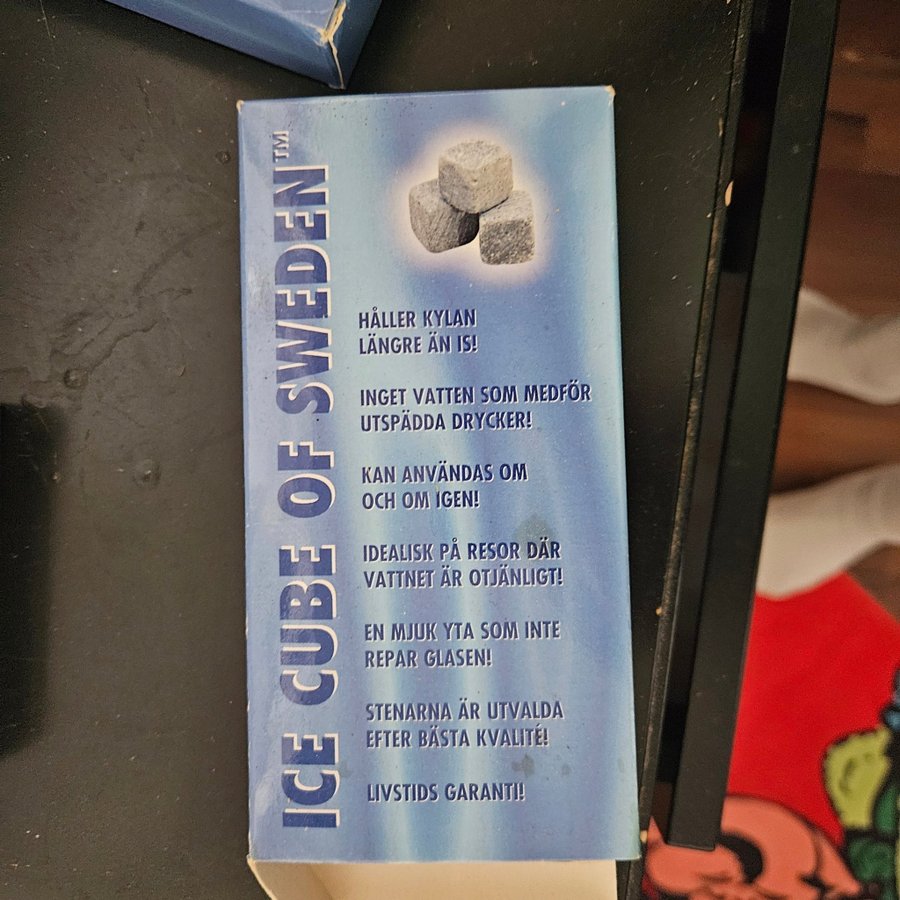 ICE CUBE OF SWEDEN™
HÅLLER KYLAN
LÄNGRE ÄN IS!
INGET VATTEN SOM MEDFÖR
UTSPÄDDA DRYCKER!
KAN ANVÄNDAS OM
OCH OM IGEN!
IDEALISK PÅ RESOR DÄR
VATTNET ÄR OTJÄNLIGT!
EN MJUK YTA SOM INTE
REPAR GLASEN!
STENARNA ÄR UTVALDA
EFTER BÄSTA KVALITÉ!
LIVSTIDS GARANTI!